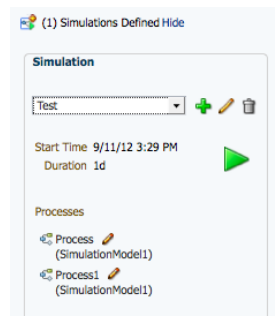 (1) Simulations Defined Hide
Simulation
Test
Start Time 9/11/12 3:29 PM
Duration 1d
Processes
Process
(SimulationModel1)
Process1
(SimulationModel1)